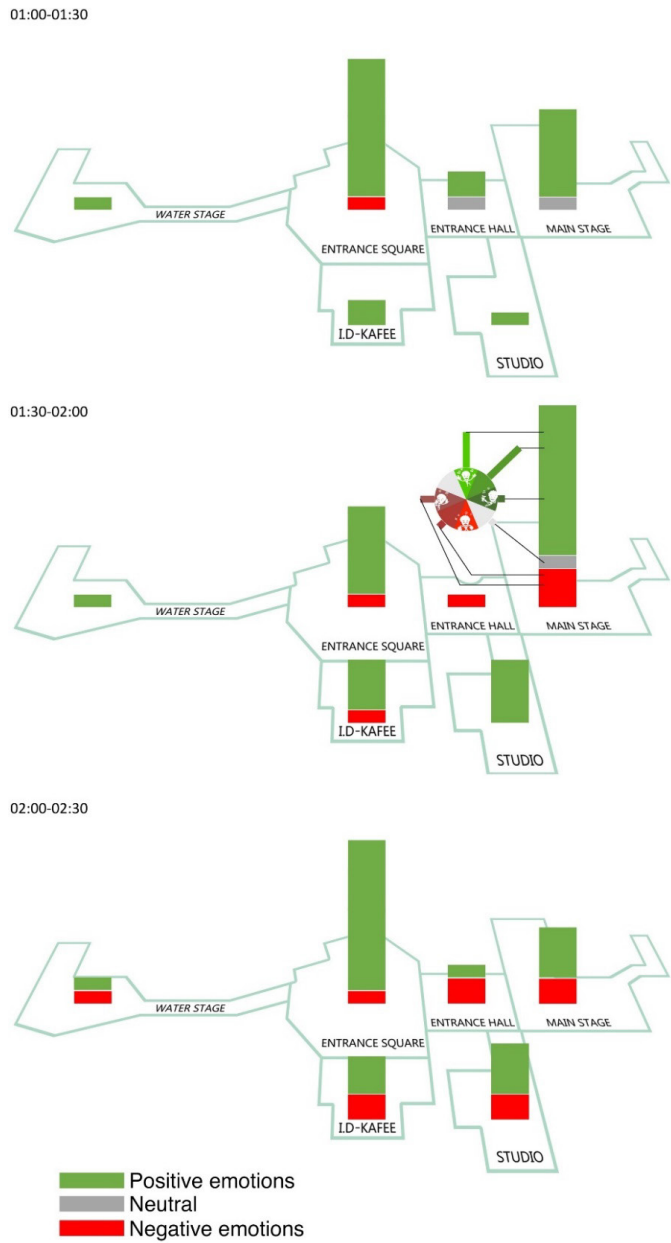 01:00-01:30
WATER STAGE
ENTRANCE SQUARE
ENTRANCE HALL
MAIN STAGE
I.D-KAFEE
STUDIO
01:30-02:00
WATER STAGE
ENTRANCE SQUARE
ENTRANCE HALL
MAIN STAGE
I.D-KAFEE
STUDIO
02:00-02:30
WATER STAGE
ENTRANCE SQUARE
ENTRANCE HALL
MAIN STAGE
I.D-KAFEE
STUDIO
Positive emotions
Neutral
Negative emotions